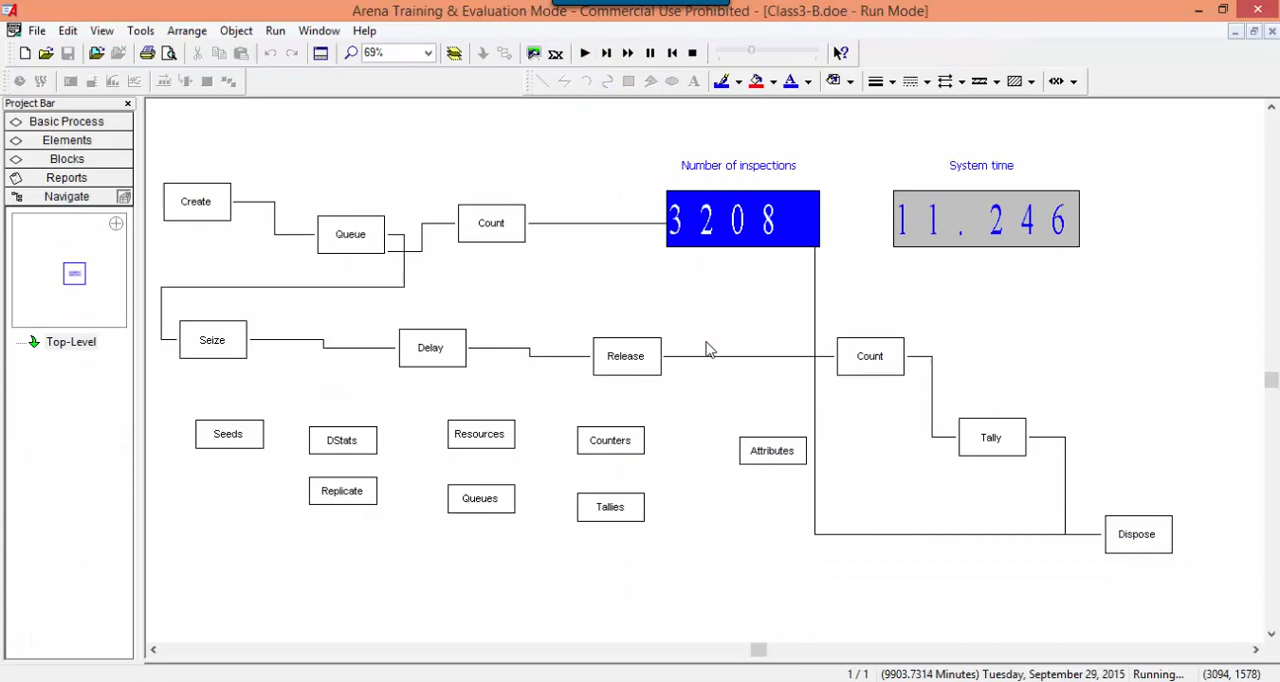 Arena Training & Evaluation Mode - Commercial Use Prohibited - [Class3-B.doe - Run Mode]
File Edit View Tools Arrange Object Run Window Help
69%
Project Bar
Basic Process
Elements
Blocks
Reports
Navigate
Top-Level
Number of inspections
System time
3208
11.246
Create
Queue
Count
Seize
Delay
Release
Count
Seeds
DStats
Resources
Counters
Attributes
Tally
Replicate
Queues
Tallies
Dispose
1 / 1 (9903.7314 Minutes) Tuesday, September 29, 2015 Running... (3094, 1578)